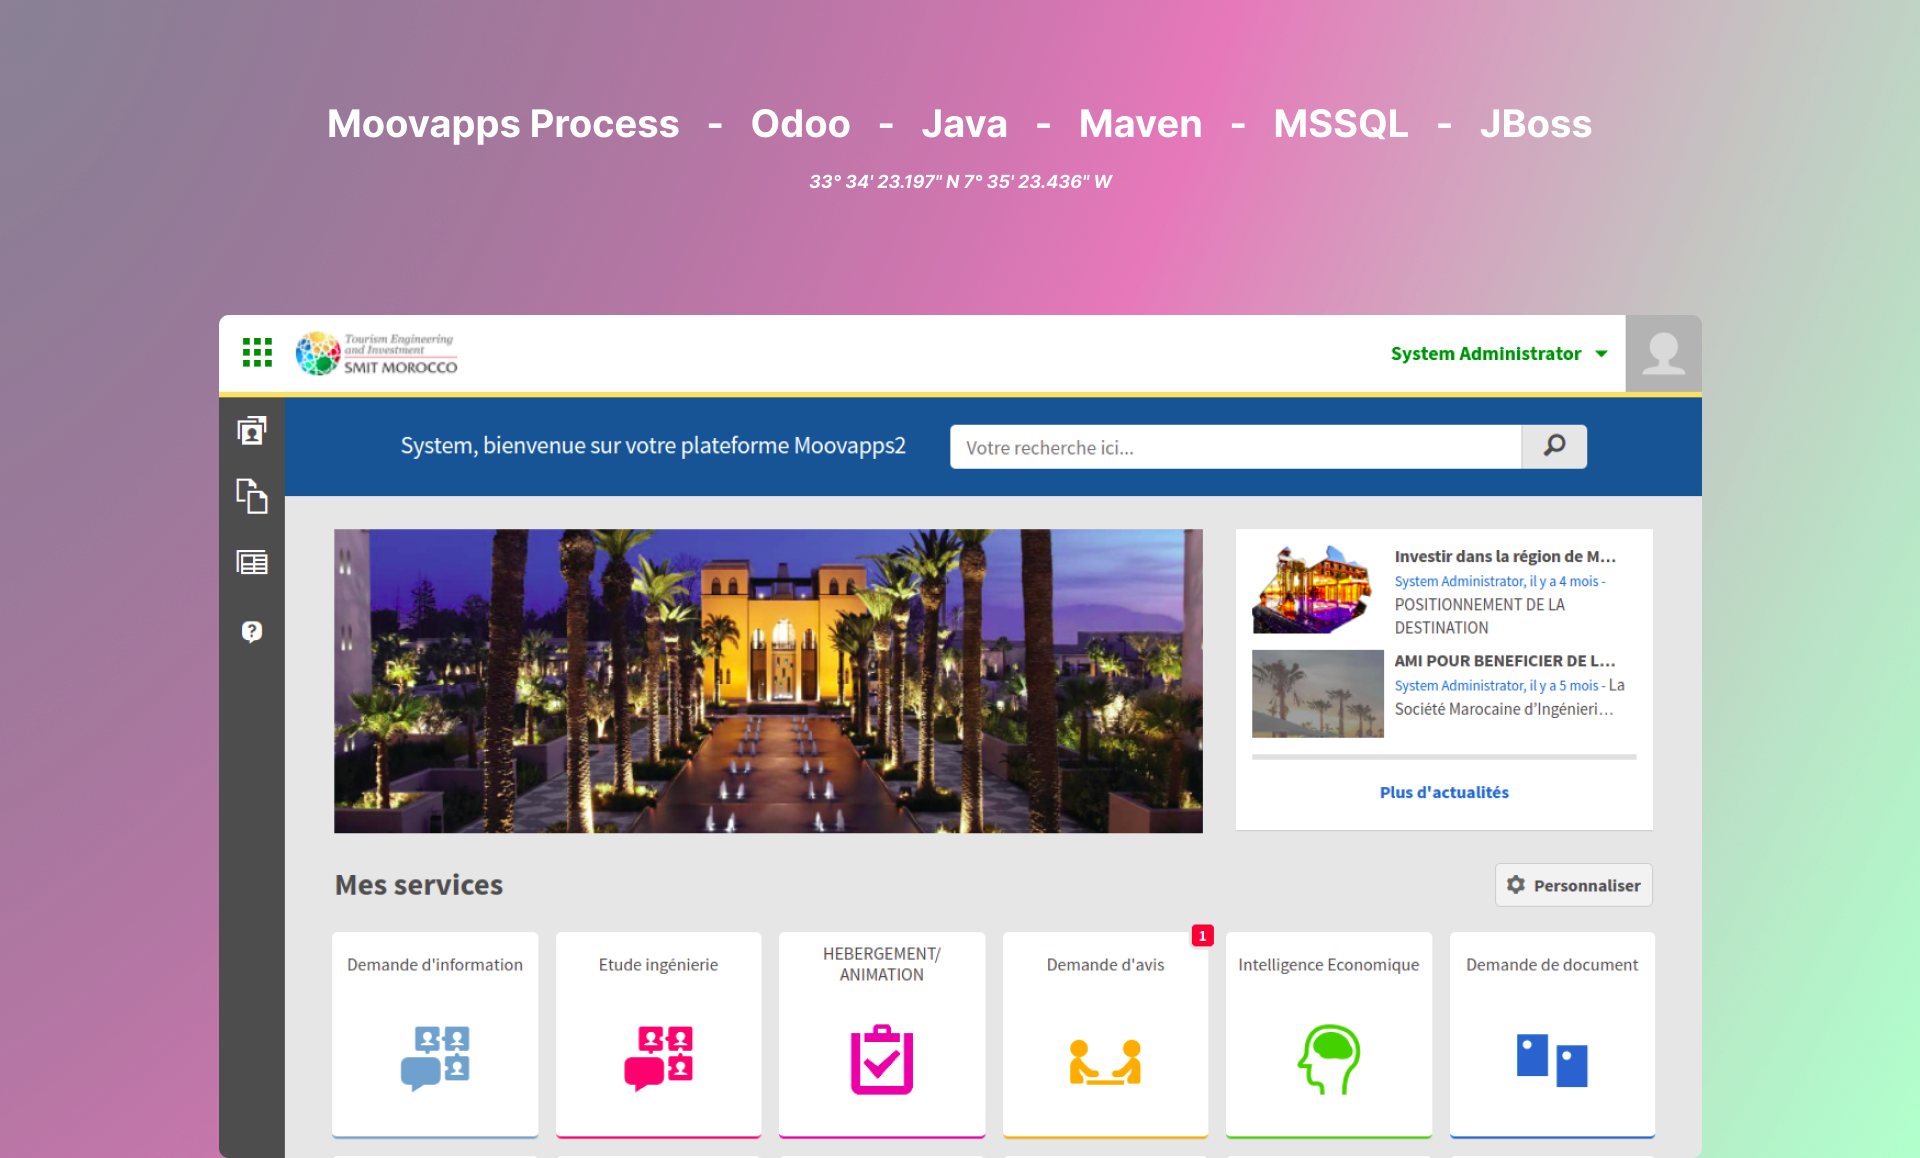 Moovapps Process - Odoo - Java - Maven - MSSQL - JBoss
33° 34' 23.197" N 7° 35' 23.436" W
Tourism Engineering
and Investment
SMIT MOROCCO
System Administrator
System, bienvenue sur votre plateforme Moovapps2
Votre recherche ici...
Investir dans la région de M...
System Administrator, il y a 4 mois -
POSITIONNEMENT DE LA
DESTINATION
AMI POUR BENEFICIER DE L...
System Administrator, il y a 5 mois - La
Société Marocaine d'Ingénieri...
Plus d'actualités
Mes services
Personnaliser
Demande d'information
Etude ingénierie
HEBERGEMENT/
ANIMATION
1
Demande d'avis
Intelligence Economique
Demande de document